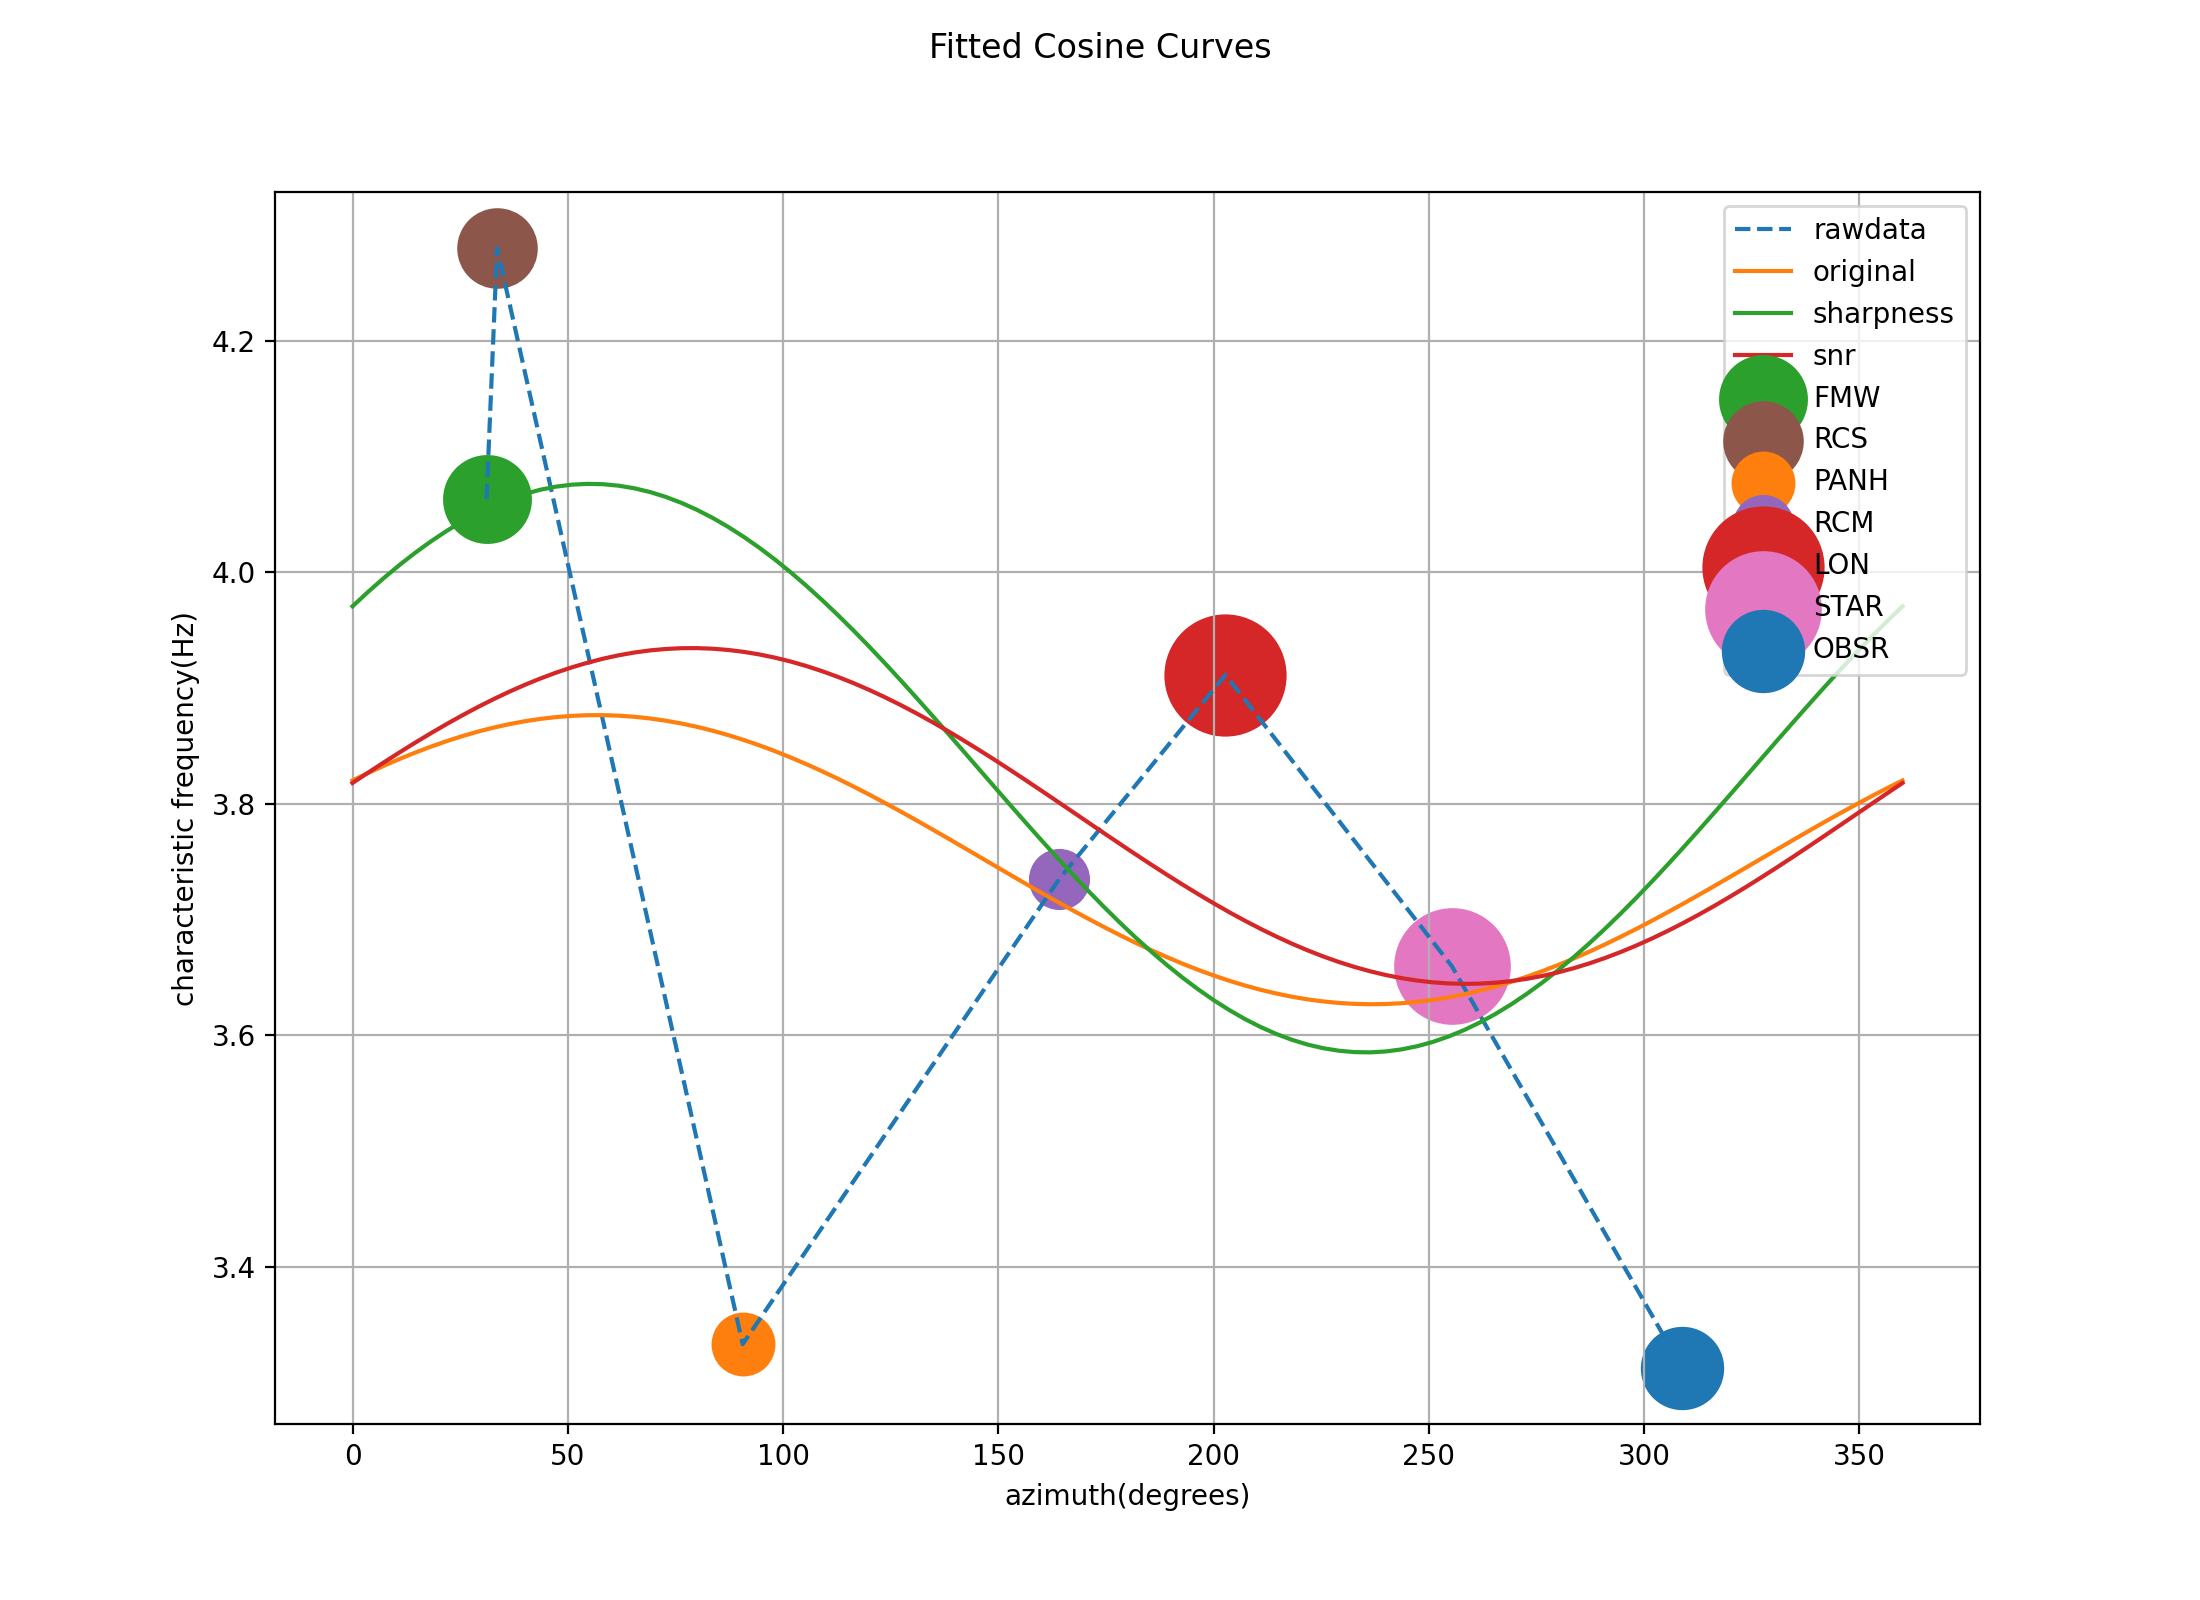 Fitted Cosine Curves
rawdata
original
sharpness
snr
FMW
RCS
PANH
RCM
LON
STAR
OBSR
4.2
4.0
3.8
3.6
3.4
characteristic frequency(Hz)
0 50 100 150 200 250 300 350
azimuth(degrees)